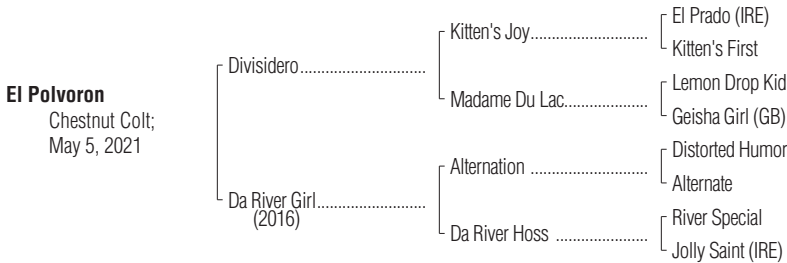 El Polvoron
Chestnut Colt;
May 5, 2021
Divisidero
Da River Girl
(2016)
Kitten's Joy
Madame Du Lac
Alternation
Da River Hoss
El Prado (IRE)
Kitten's First
Lemon Drop Kid
Geisha Girl (GB)
Distorted Humor
Alternate
River Special
Jolly Saint (IRE)